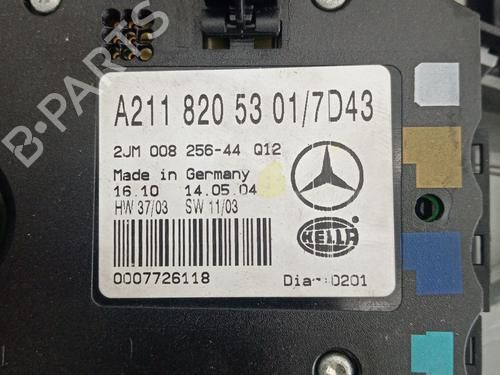 B-PARTS
A211 820 53 01/7D43
2JM 008 256-44 Q12
Made in Germany
16.10 14.05.04
HW 37/03 SW 11/03
HELLA
0007726118 Dia=:0201